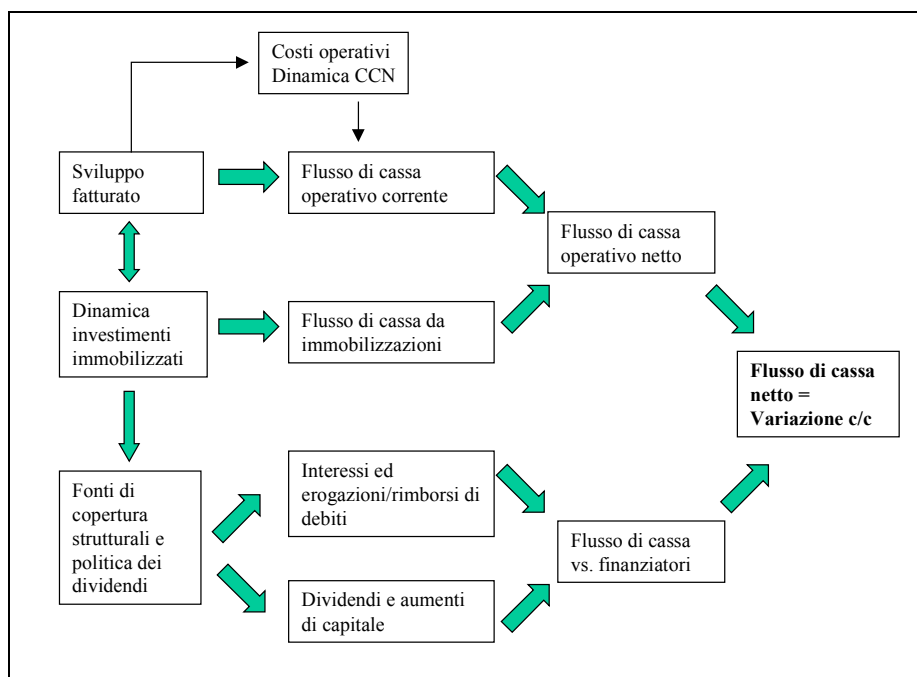 Costi operativi
Dinamica CCN
Sviluppo
fatturato
Flusso di cassa
operativo corrente
Flusso di cassa
operativo netto
Dinamica
investimenti
immobilizzati
Flusso di cassa da
immobilizzazioni
Flusso di cassa
netto =
Variazione c/c
Fonti di
copertura
strutturali e
politica dei
dividendi
Interessi ed
erogazioni/rimborsi di
debiti
Flusso di cassa
vs. finanziatori
Dividendi e aumenti
di capitale